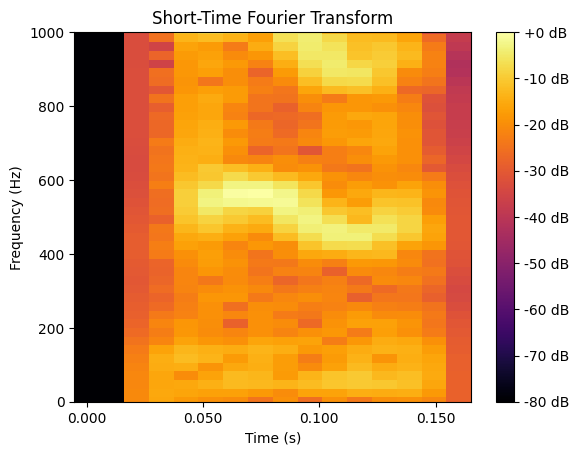 Short-Time Fourier Transform
1000
800
600
400
200
0
Frequency (Hz)
0.000
0.050
0.100
0.150
Time (s)
+0 dB
-10 dB
-20 dB
-30 dB
-40 dB
-50 dB
-60 dB
-70 dB
-80 dB